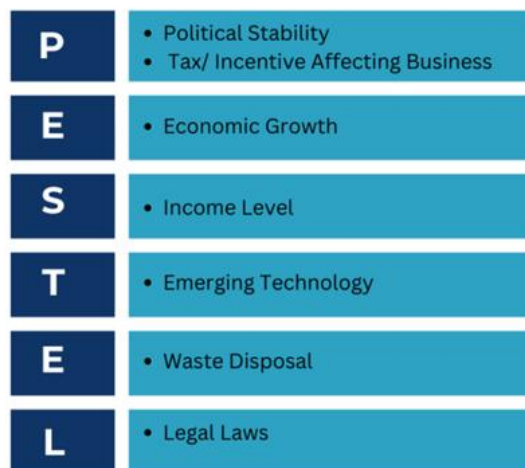 P
• Political Stability
• Tax/ Incentive Affecting Business
E
• Economic Growth
S
• Income Level
T
• Emerging Technology
E
• Waste Disposal
L
• Legal Laws